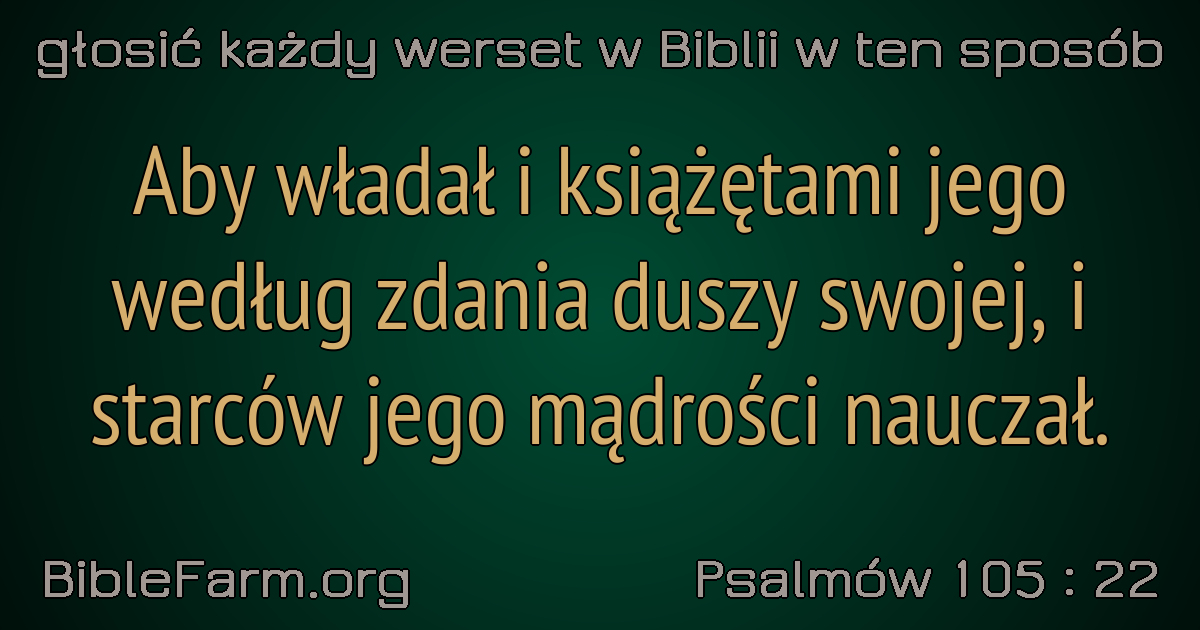 głosić każdy werset w Biblii w ten sposób
Aby władał i książętami jego
według zdania duszy swojej, i
starców jego mądrości nauczał.
BibleFarm.org
Psalmów 105 : 22